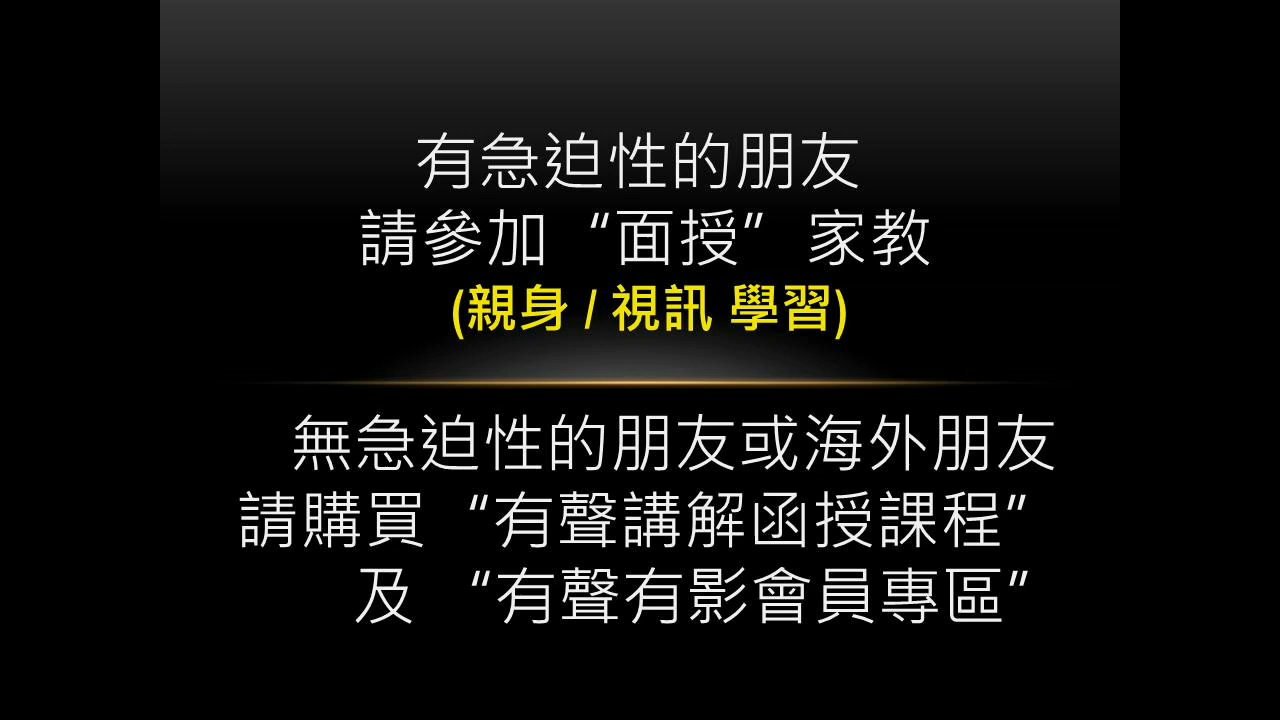 有急迫性的朋友
請參加 “面授” 家教
(親身 / 視訊 學習)
無急迫性的朋友或海外朋友
請購買 “有聲講解函授課程”
及 “有聲有影會員專區”